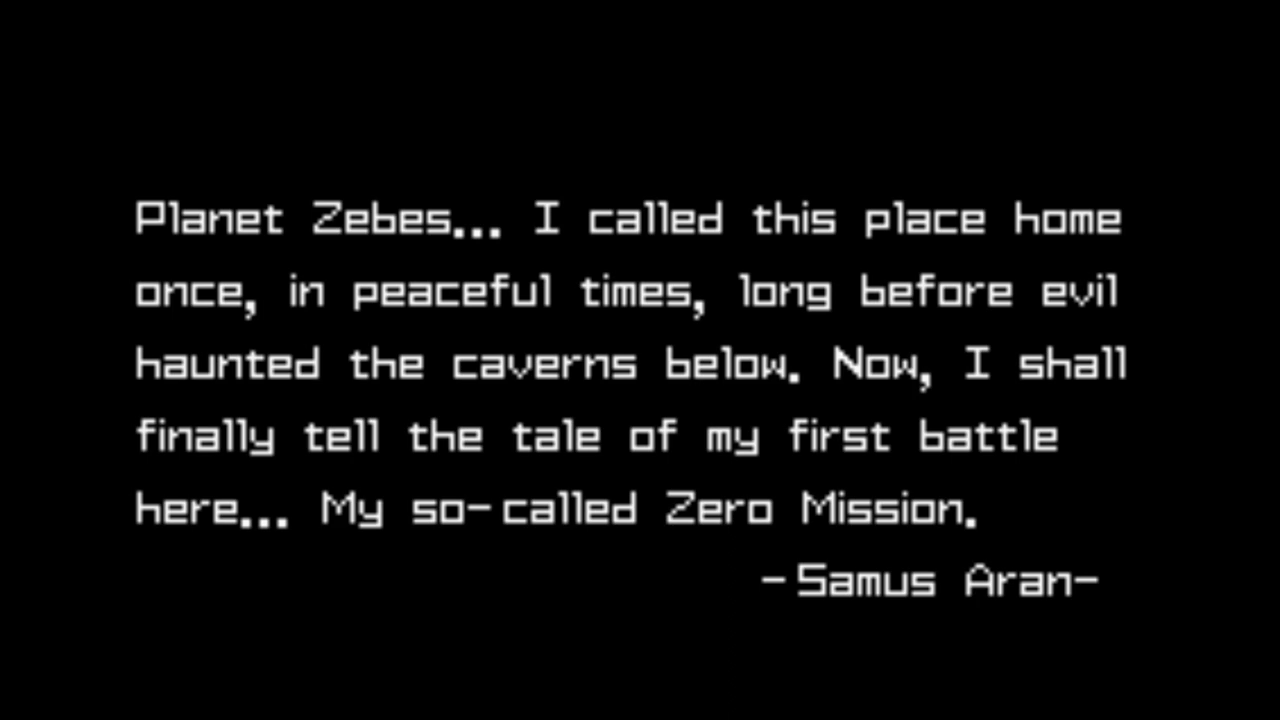 Planet Zebes... I called this place home
once, in peaceful times, long before evil
haunted the caverns below. Now, I shall
finally tell the tale of my first battle
here... My so-called Zero Mission.
-Samus Aran-